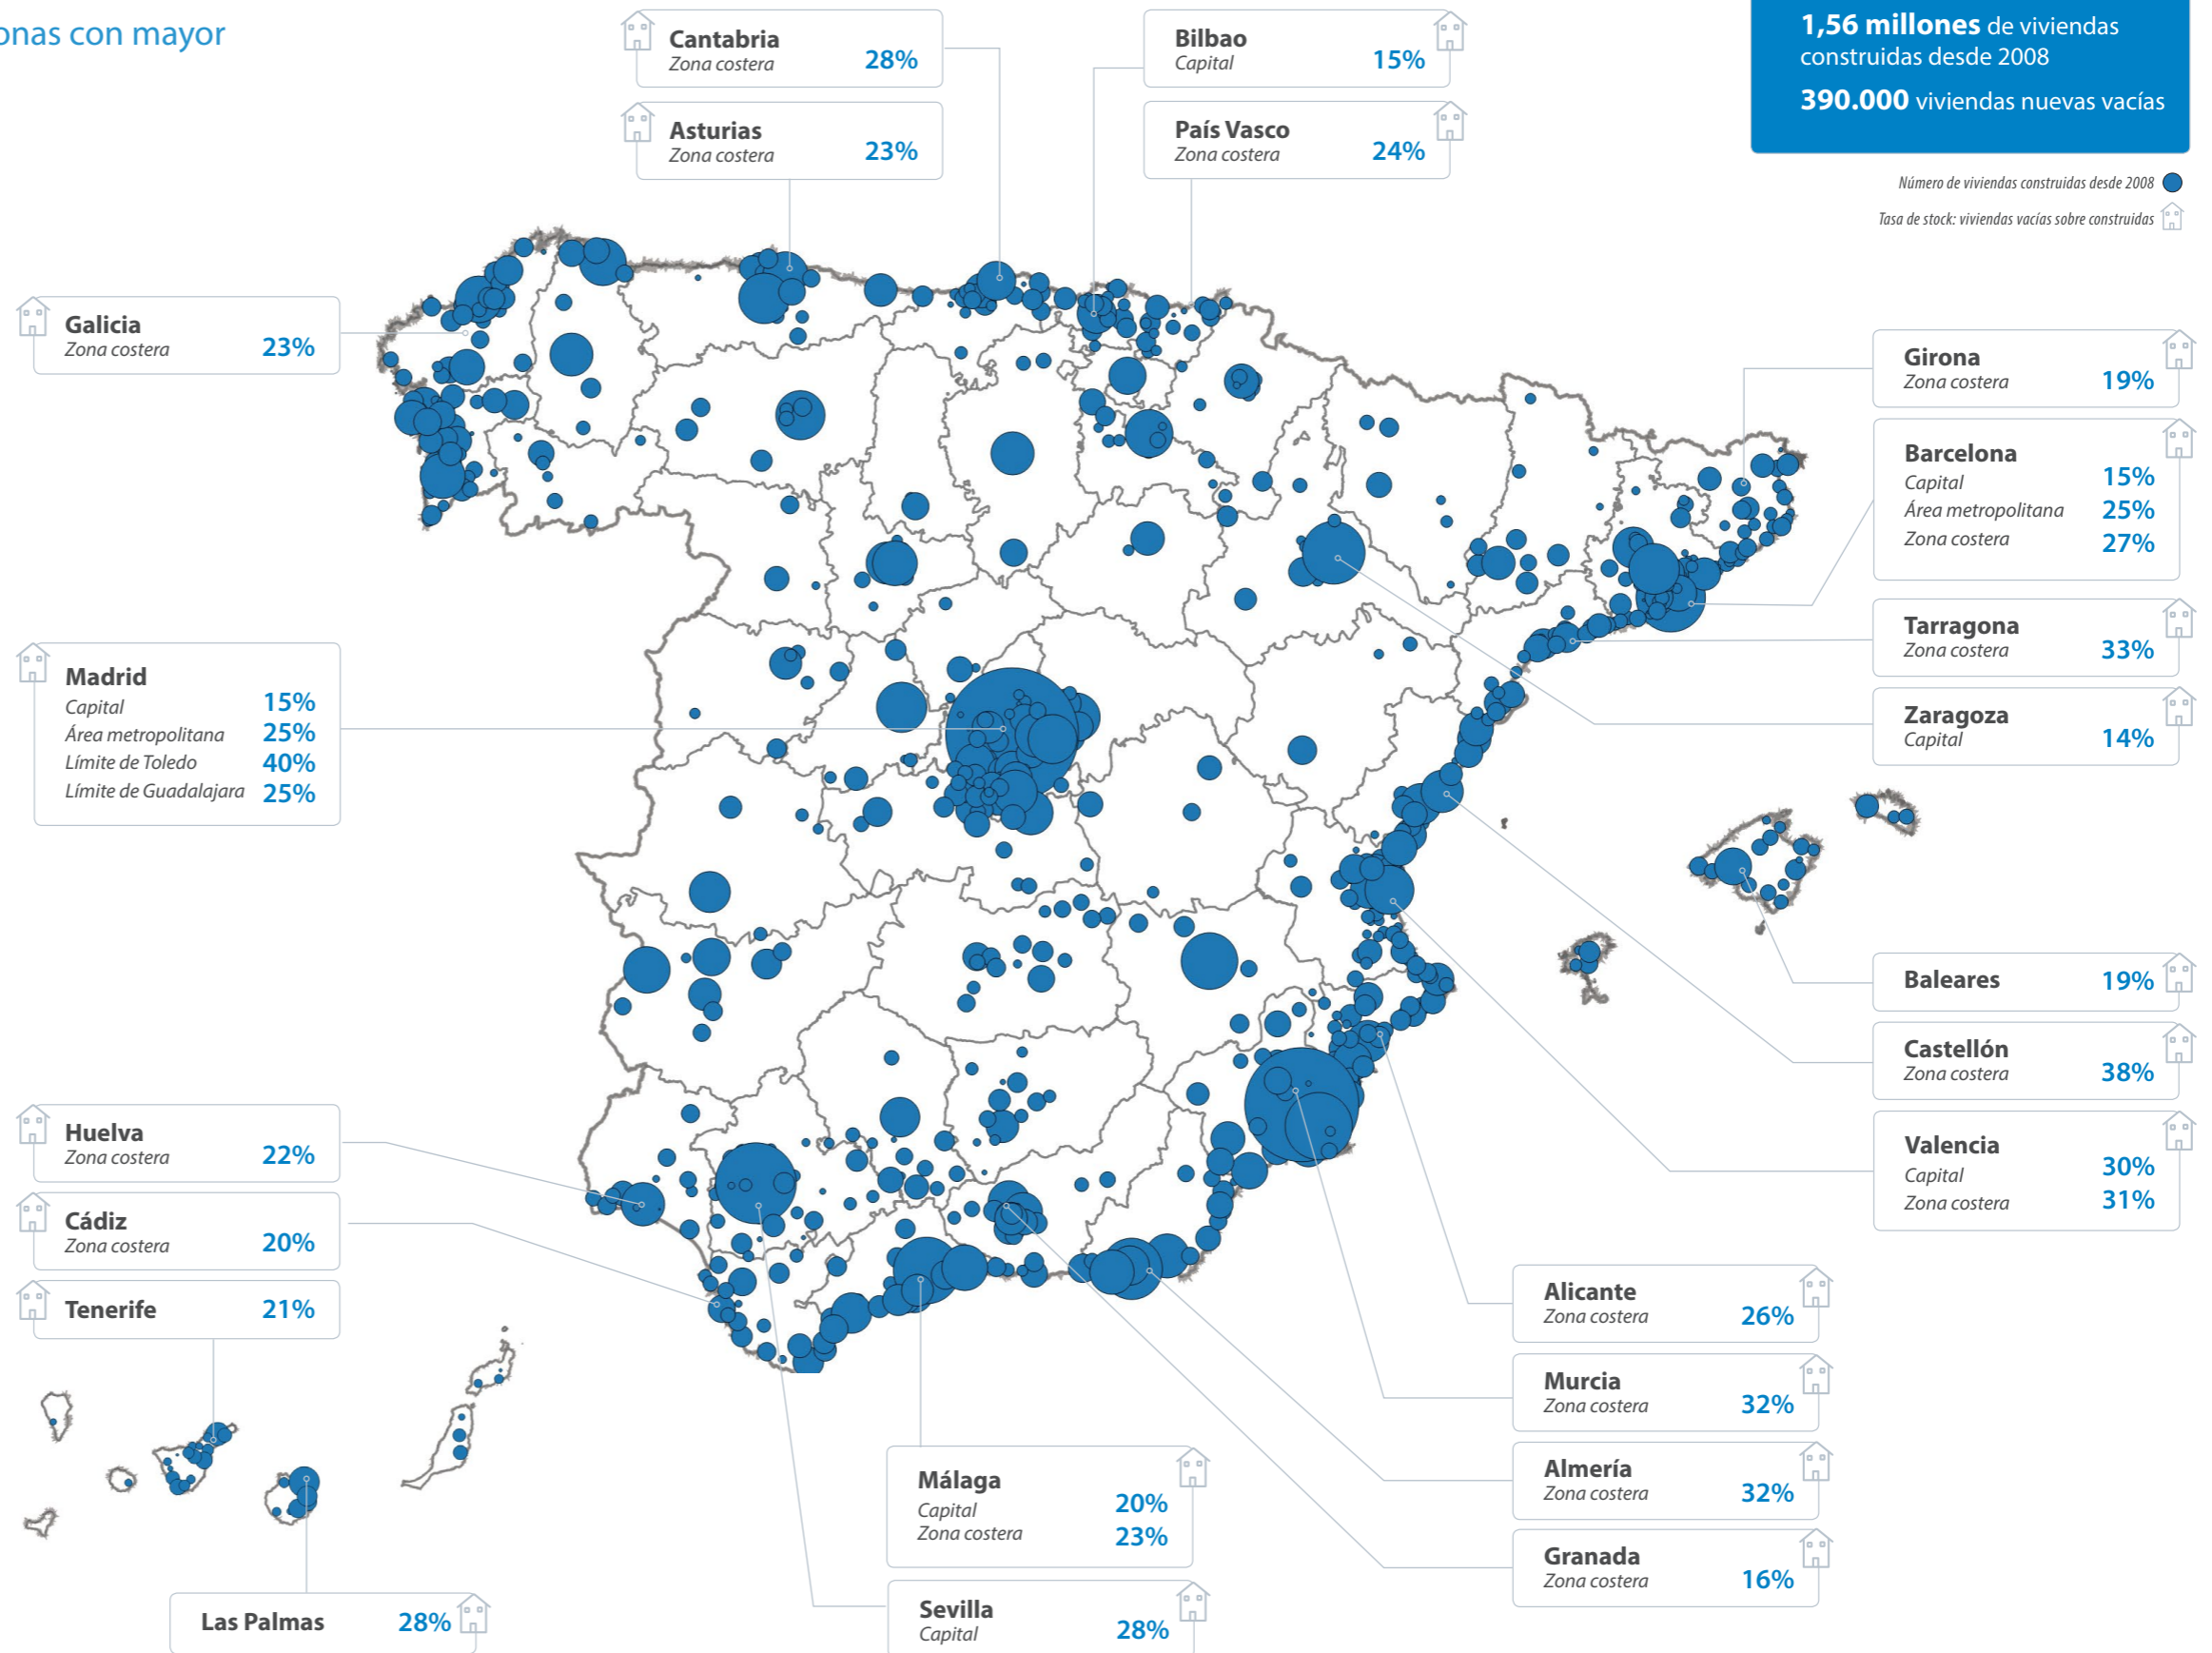 onas con mayor
1,56 millones de viviendas
construidas desde 2008
390.000 viviendas nuevas vacías
Número de viviendas construidas desde 2008
Tasa de stock: viviendas vacías sobre construidas
Cantabria
Zona costera 28%
Asturias
Zona costera 23%
Bilbao
Capital 15%
País Vasco
Zona costera 24%
Galicia
Zona costera 23%
Madrid
Capital 15%
Área metropolitana 25%
Límite de Toledo 40%
Límite de Guadalajara 25%
Huelva
Zona costera 22%
Cádiz
Zona costera 20%
Tenerife 21%
Las Palmas 28%
Girona
Zona costera 19%
Barcelona
Capital 15%
Área metropolitana 25%
Zona costera 27%
Tarragona
Zona costera 33%
Zaragoza
Capital 14%
Baleares 19%
Castellón
Zona costera 38%
Valencia
Capital 30%
Zona costera 31%
Alicante
Zona costera 26%
Murcia
Zona costera 32%
Almería
Zona costera 32%
Granada
Zona costera 16%
Málaga
Capital 20%
Zona costera 23%
Sevilla
Capital 28%